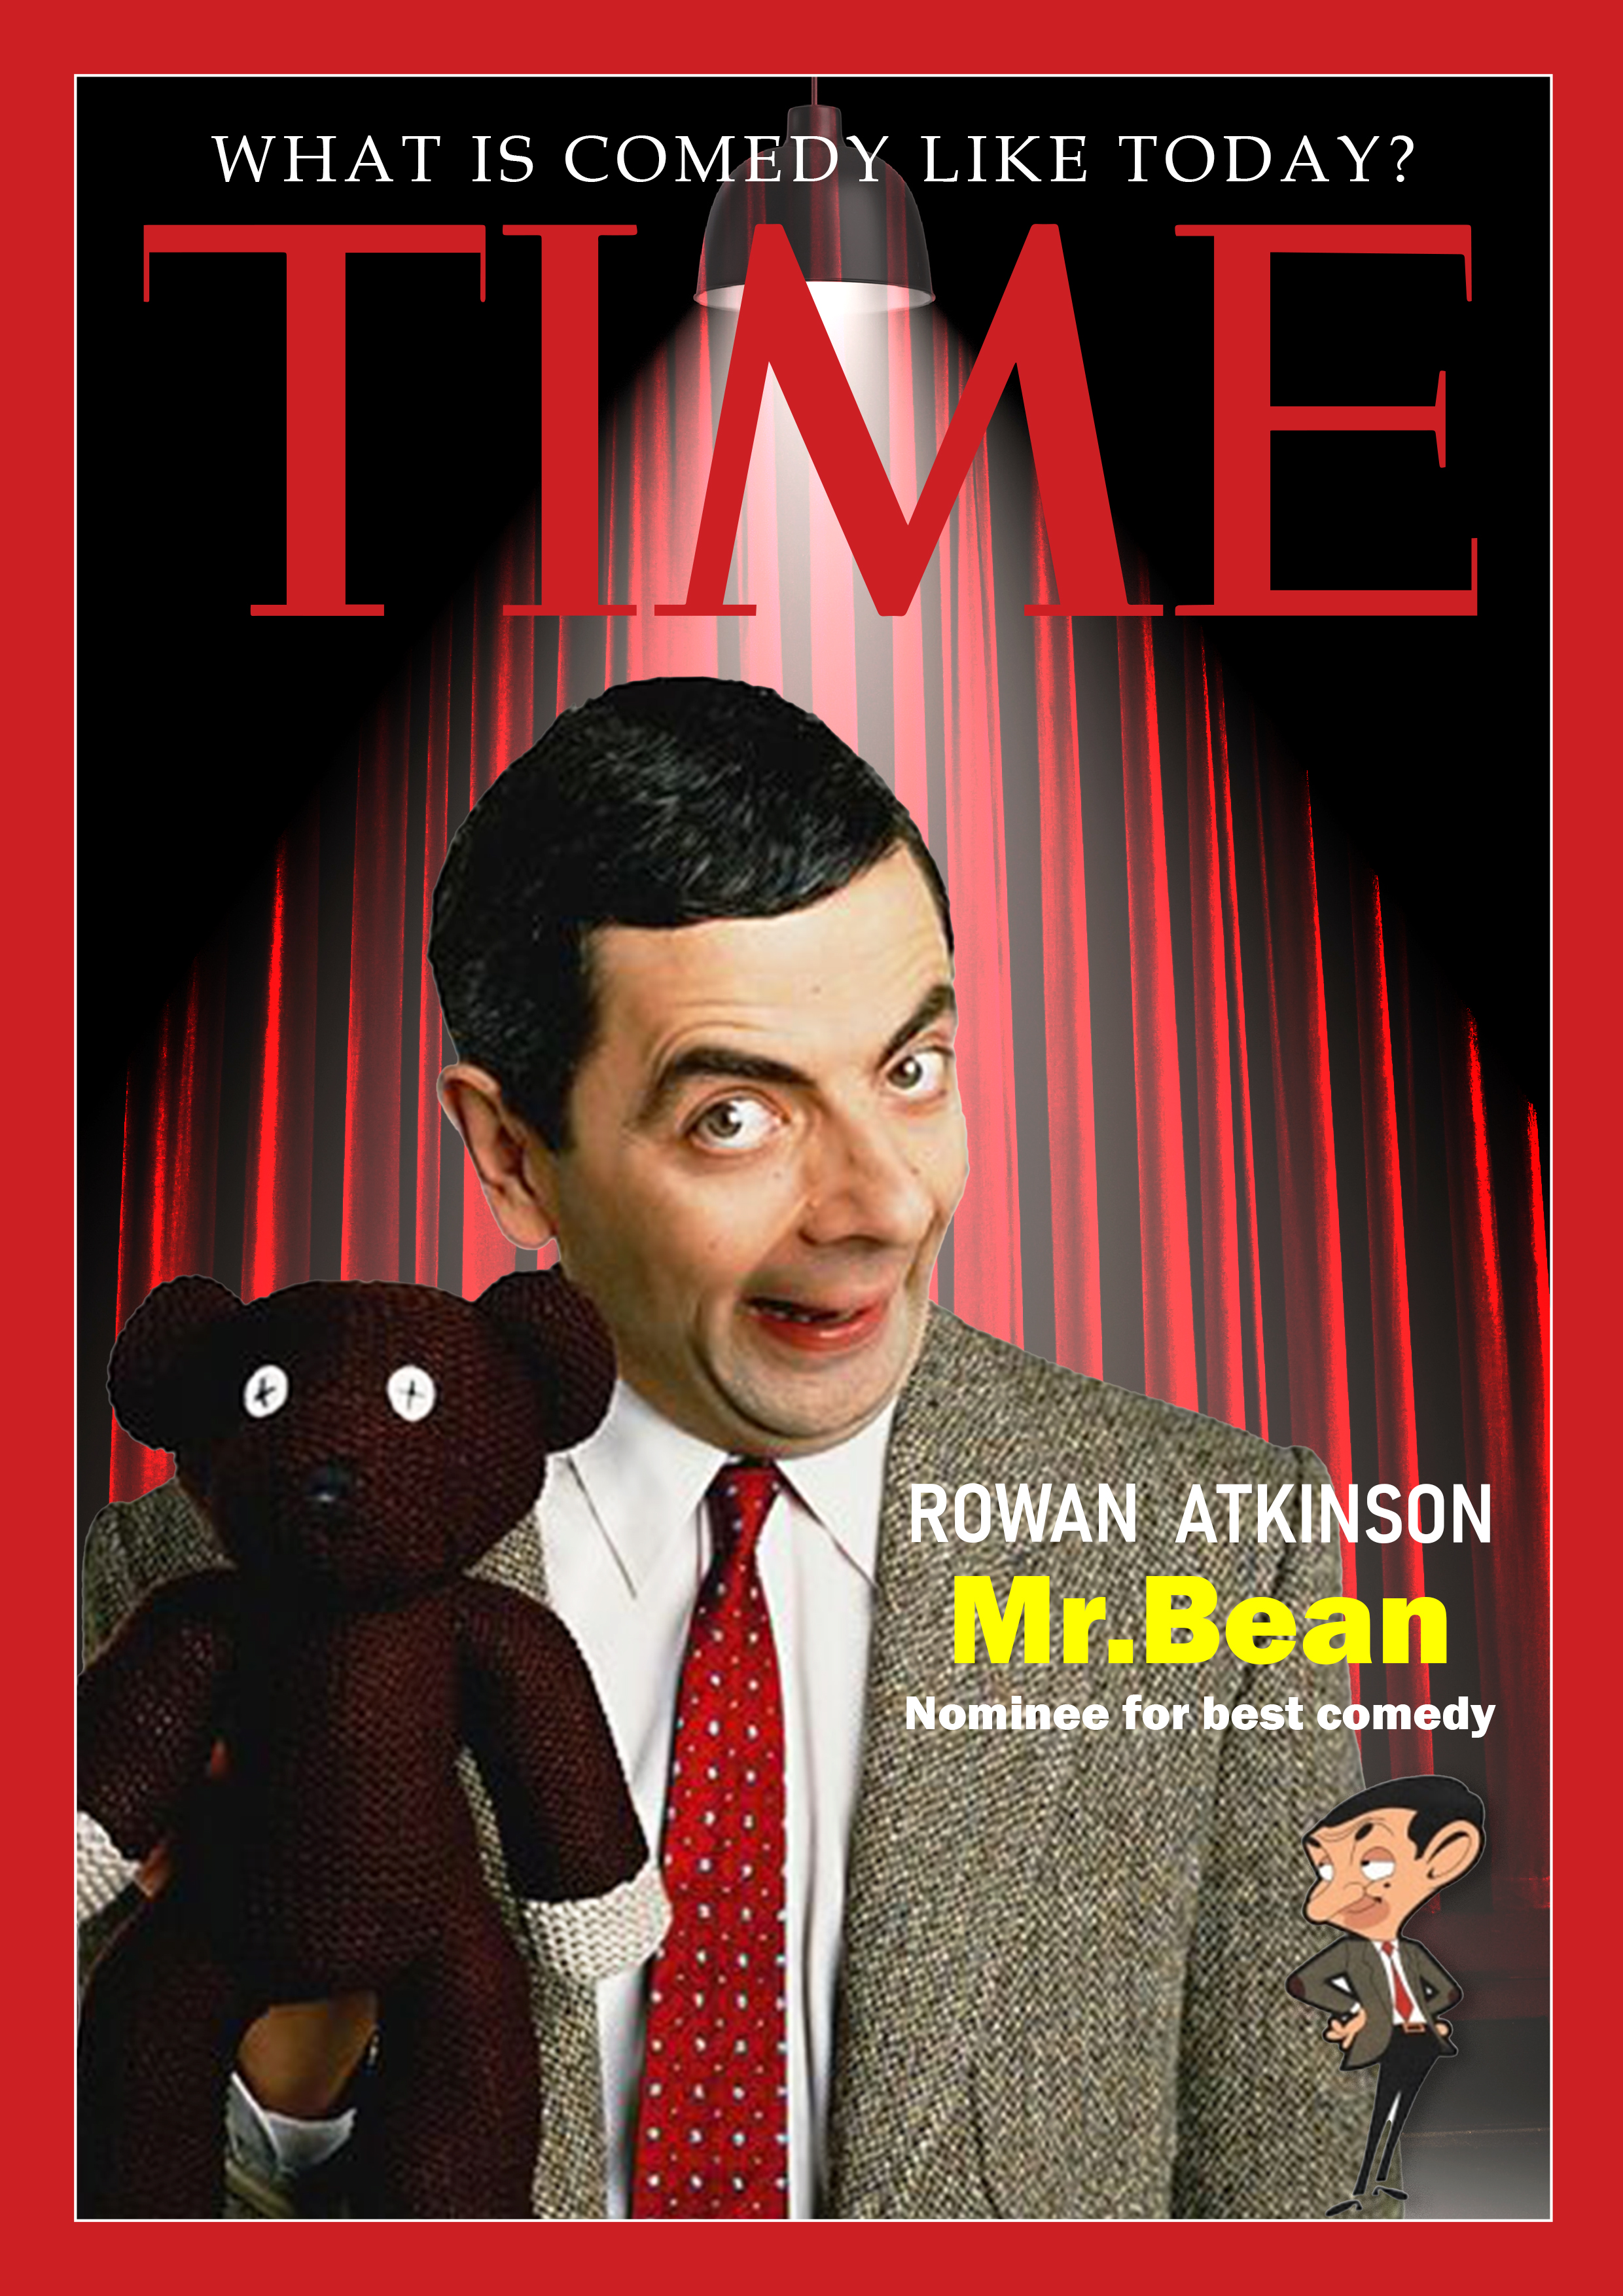 WHAT IS COMEDY LIKE TODAY?
TIME
ROWAN ATKINSON
Mr.Bean
Nominee for best comedy